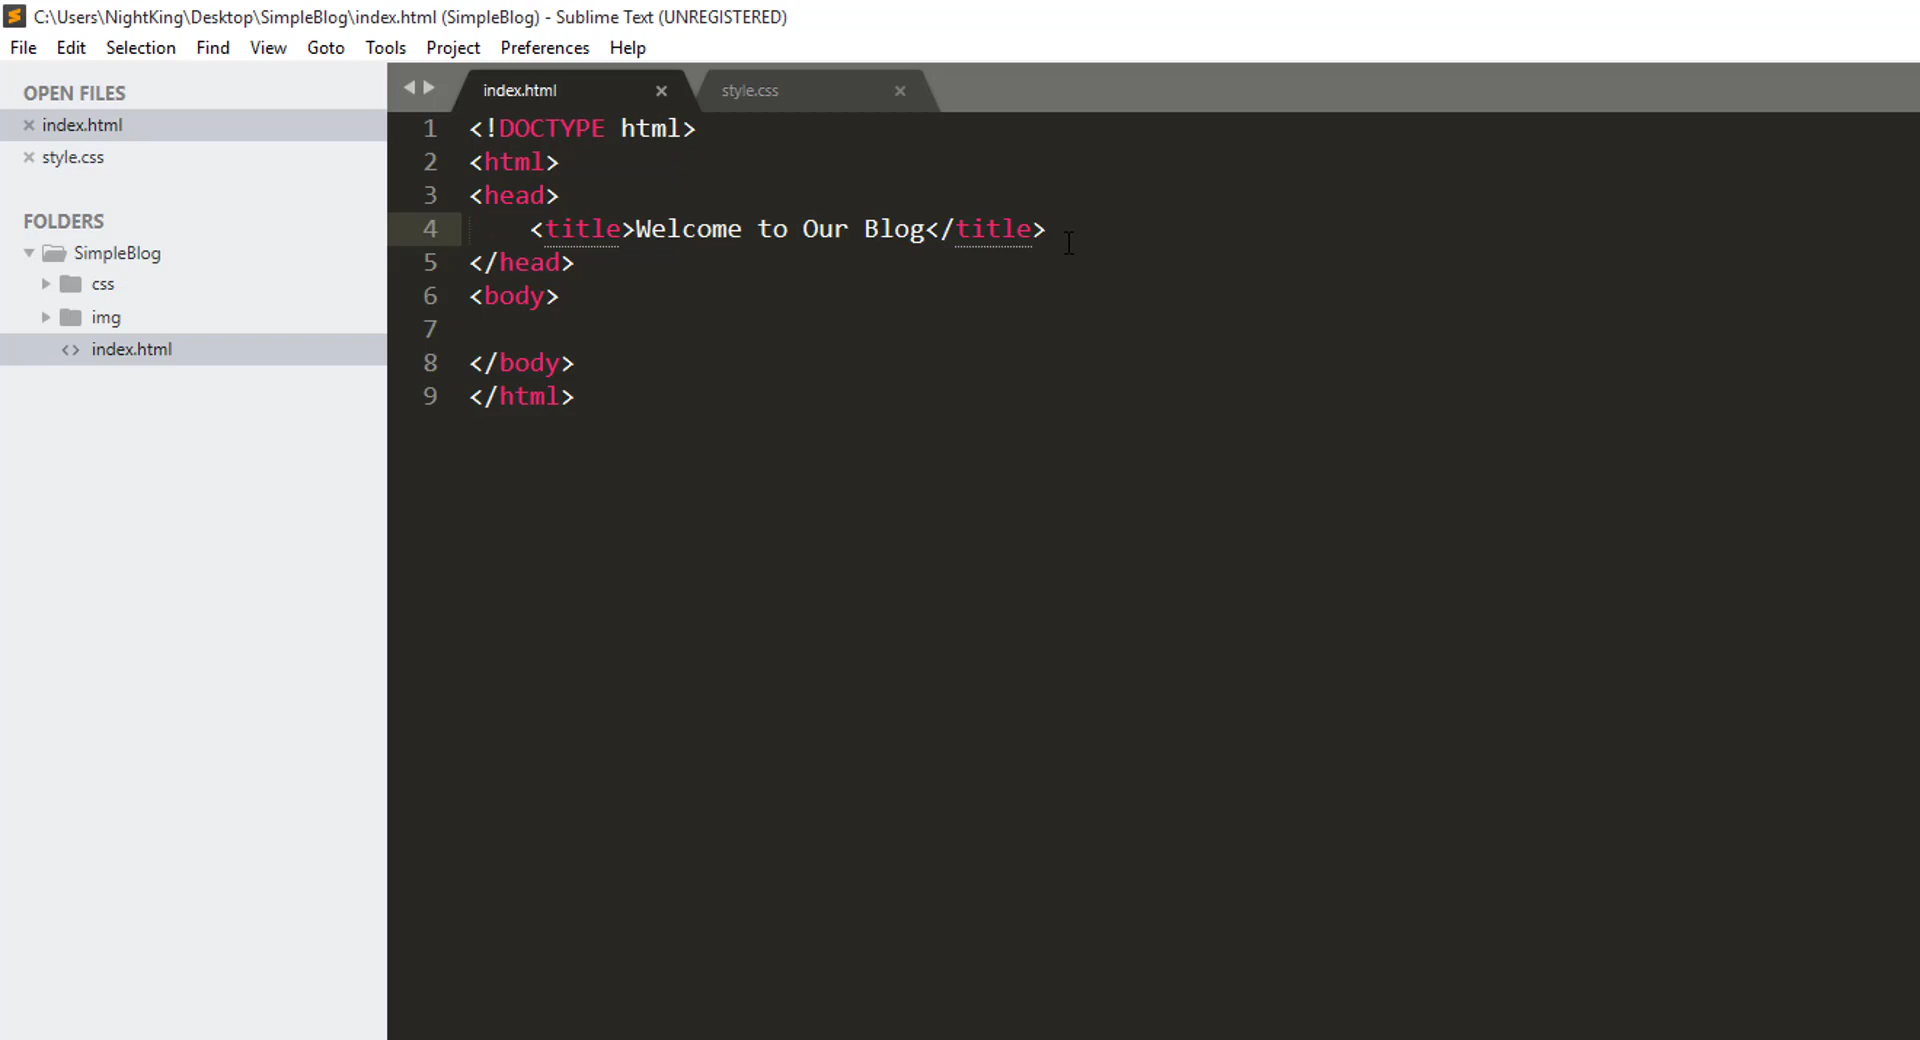 C:\Users\NightKing\Desktop\SimpleBlog\index.html (SimpleBlog) - Sublime Text (UNREGISTERED)
File Edit Selection Find View Goto Tools Project Preferences Help
OPEN FILES
index.html
style.css
FOLDERS
SimpleBlog
css
img
index.html
index.html style.css
1 <!DOCTYPE html>
2 <html>
3 <head>
4 <title>Welcome to Our Blog</title>
5 </head>
6 <body>
7
8 </body>
9 </html>